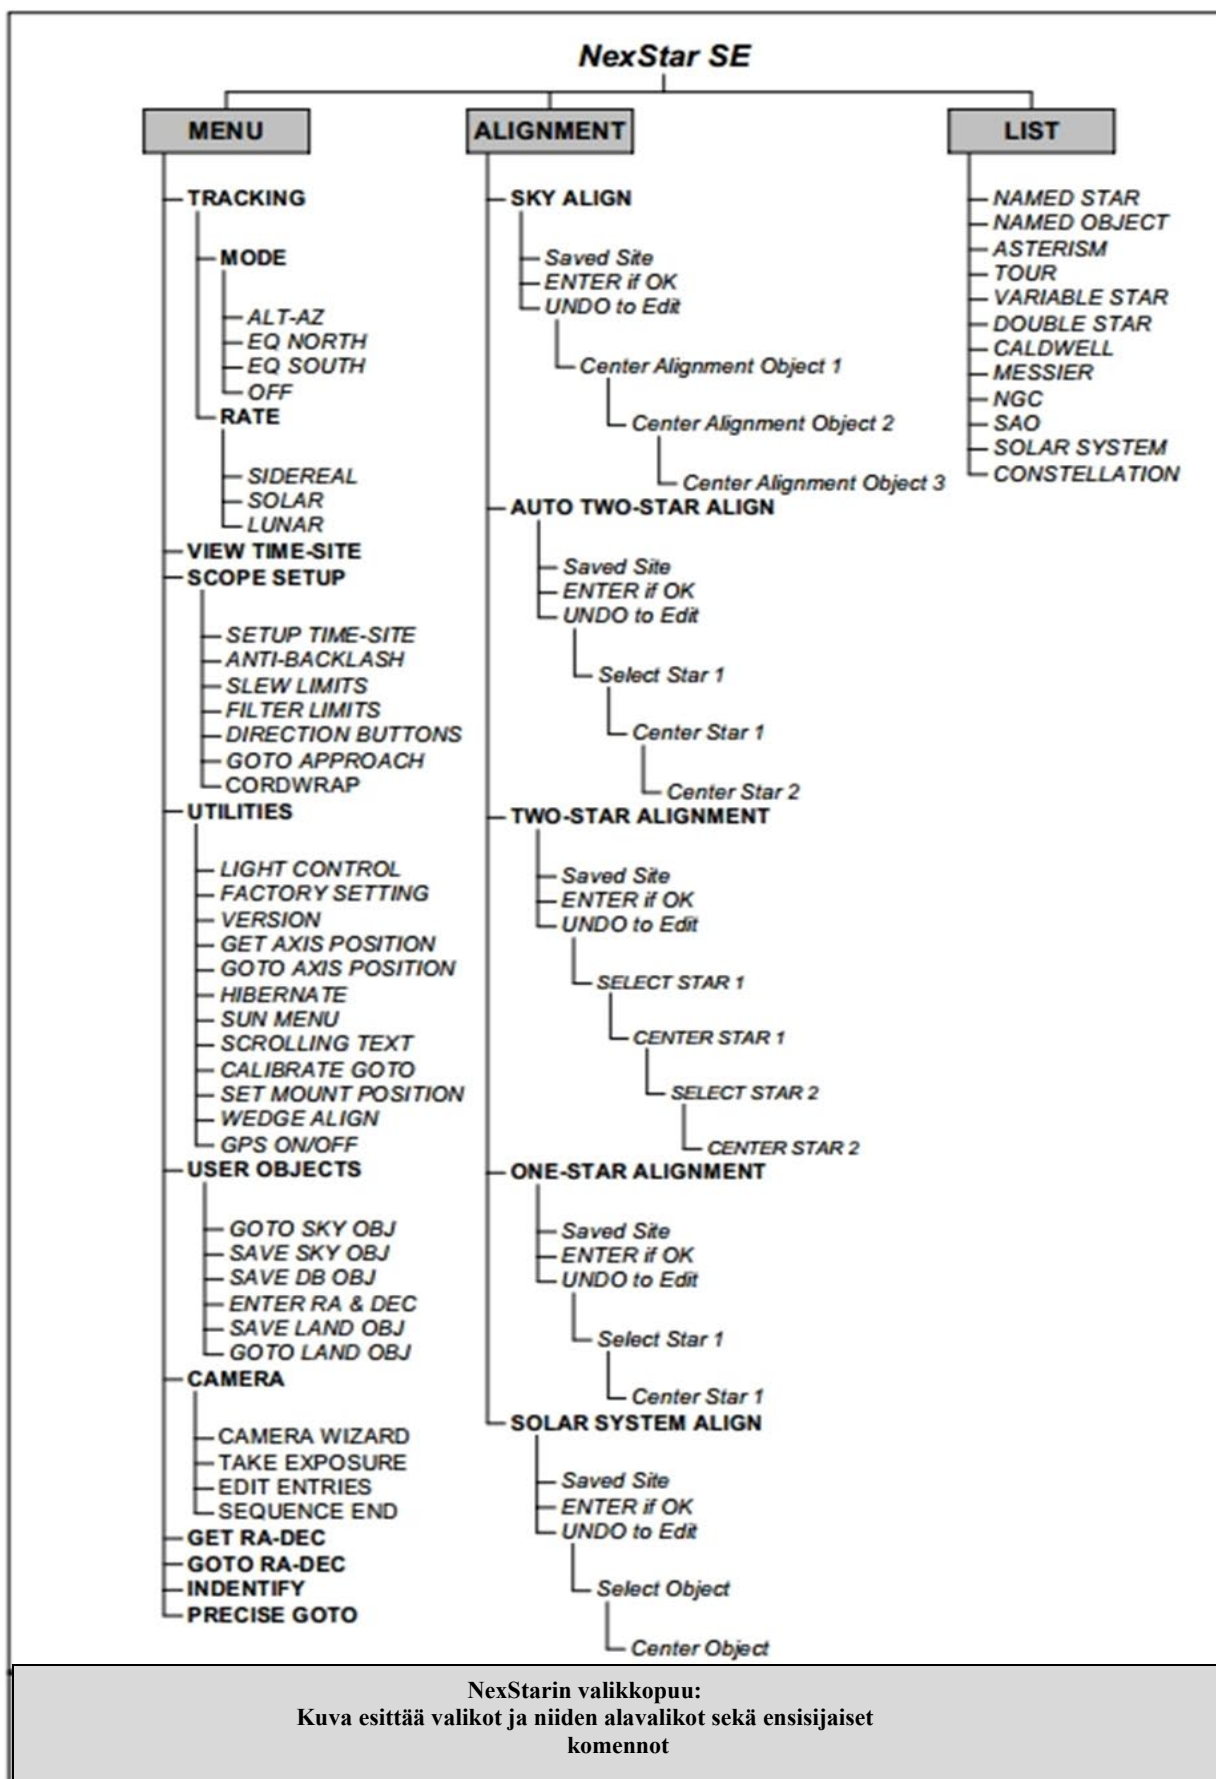 NexStar SE
MENU
TRACKING
MODE
ALT-AZ
EQ NORTH
EQ SOUTH
OFF
RATE
SIDEREAL
SOLAR
LUNAR
VIEW TIME-SITE
SCOPE SETUP
SETUP TIME-SITE
ANTI-BACKLASH
SLEW LIMITS
FILTER LIMITS
DIRECTION BUTTONS
GOTO APPROACH
CORDWRAP
UTILITIES
LIGHT CONTROL
FACTORY SETTING
VERSION
GET AXIS POSITION
GOTO AXIS POSITION
HIBERNATE
SUN MENU
SCROLLING TEXT
CALIBRATE GOTO
SET MOUNT POSITION
WEDGE ALIGN
GPS ON/OFF
USER OBJECTS
GOTO SKY OBJ
SAVE SKY OBJ
SAVE DB OBJ
ENTER RA & DEC
SAVE LAND OBJ
GOTO LAND OBJ
CAMERA
CAMERA WIZARD
TAKE EXPOSURE
EDIT ENTRIES
SEQUENCE END
GET RA-DEC
GOTO RA-DEC
INDENTIFY
PRECISE GOTO
ALIGNMENT
SKY ALIGN
Saved Site
ENTER if OK
UNDO to Edit
Center Alignment Object 1
Center Alignment Object 2
Center Alignment Object 3
AUTO TWO-STAR ALIGN
Saved Site
ENTER if OK
UNDO to Edit
Select Star 1
Center Star 1
Center Star 2
TWO-STAR ALIGNMENT
Saved Site
ENTER if OK
UNDO to Edit
SELECT STAR 1
CENTER STAR 1
SELECT STAR 2
CENTER STAR 2
ONE-STAR ALIGNMENT
Saved Site
ENTER if OK
UNDO to Edit
Select Star 1
Center Star 1
SOLAR SYSTEM ALIGN
Saved Site
ENTER if OK
UNDO to Edit
Select Object
Center Object
LIST
NAMED STAR
NAMED OBJECT
ASTERISM
TOUR
VARIABLE STAR
DOUBLE STAR
CALDWELL
MESSIER
NGC
SAO
SOLAR SYSTEM
CONSTELLATION
NexStarin valikkopuu:
Kuva esittää valikot ja niiden alavalikot sekä ensisijaiset
komennot